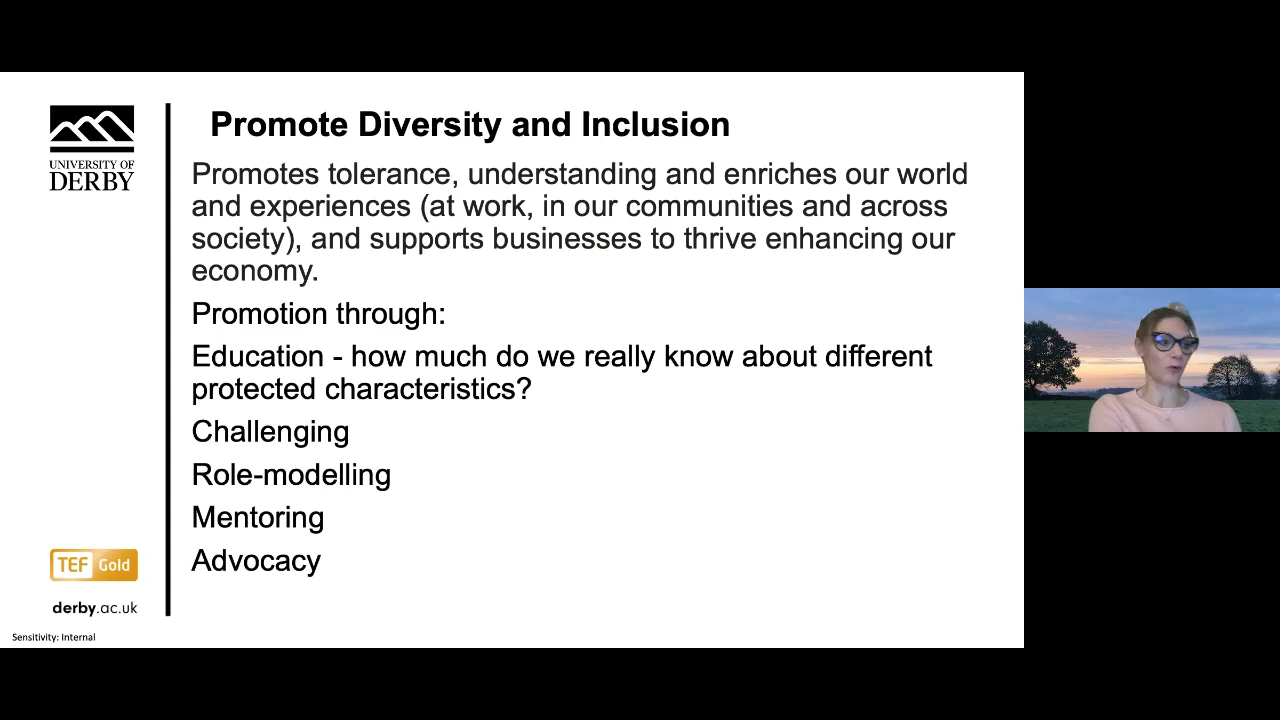 Promote Diversity and Inclusion
UNIVERSITY OF
DERBY
Promotes tolerance, understanding and enriches our world
and experiences (at work, in our communities and across
society), and supports businesses to thrive enhancing our
economy.
Promotion through:
Education - how much do we really know about different
protected characteristics?
Challenging
Role-modelling
Mentoring
Advocacy
TEF Gold
derby.ac.uk
Sensitivity: Internal